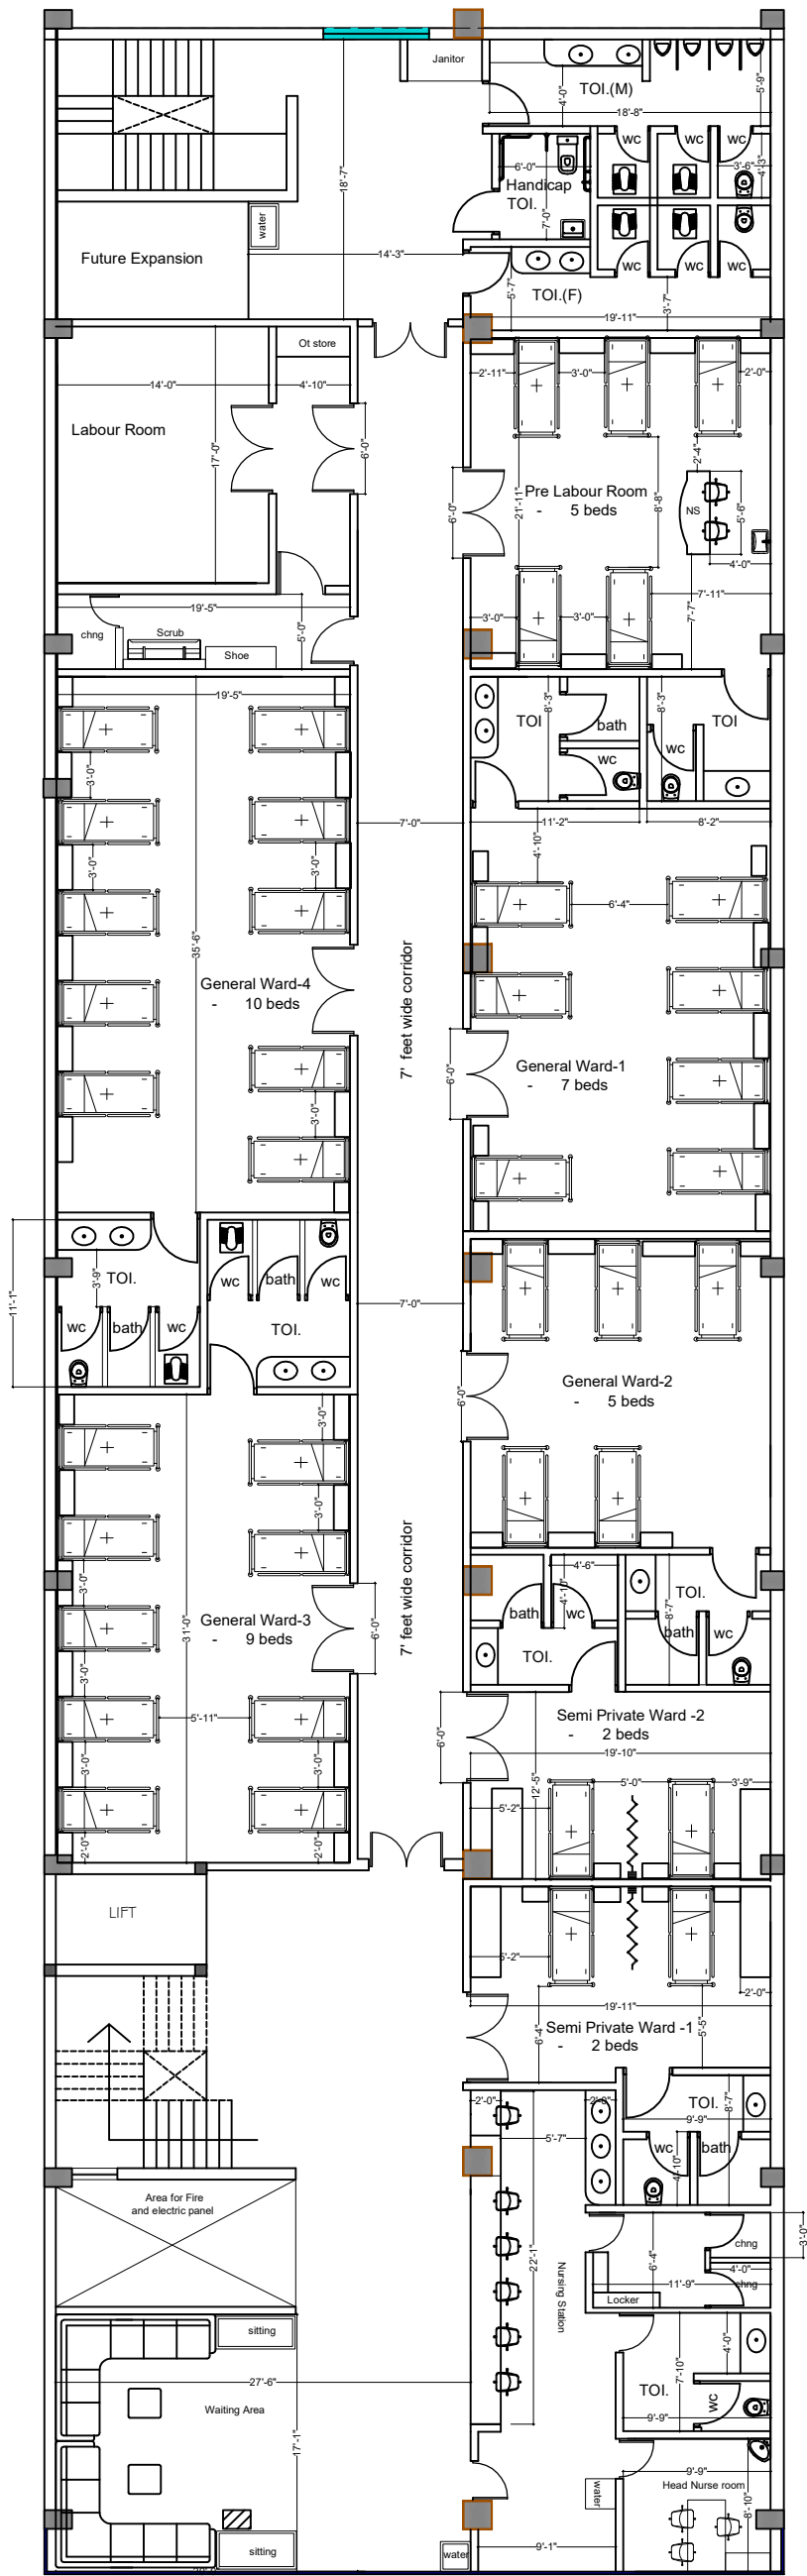 Janitor
TOI.(M)
4'-0"
5'-9"
18'-8"
wc
wc
wc
6'-0"
3'-6"
4'-3"
Handicap
TOI.
7'-0"
18'-7"
water
Future Expansion
14'-3"
wc
wc
wc
5'-7"
TOI.(F)
3'-7"
19'-11"
Ot store
14'-0"
4'-10"
2'-11"
3'-0"
2'-0"
Labour Room
17'-0"
6'-0"
2'-4"
Pre Labour Room
- 5 beds
6'-0"
21'-11"
8'-8"
NS
5'-6"
4'-0"
7'-11"
19'-5"
3'-0"
3'-0"
7'-7"
chng
Scrub
Shoe
5'-0"
19'-5"
TOI
8'-3"
bath
8'-3"
TOI
wc
wc
3'-0"
7'-0"
11'-2"
8'-2"
4'-10"
3'-0"
3'-0"
6'-4"
35'-6"
7' feet wide corridor
General Ward-4
- 10 beds
6'-0"
General Ward-1
- 7 beds
3'-0"
11'-1"
3'-9"
TOI.
wc
bath
wc
7'-0"
wc
bath
wc
TOI.
General Ward-2
- 5 beds
6'-0"
3'-0"
3'-0"
7' feet wide corridor
4'-6"
4'-10"
3'-0"
bath
wc
8'-7"
TOI.
bath
wc
TOI.
General Ward-3
- 9 beds
31'-0"
6'-0"
3'-0"
5'-11"
Semi Private Ward -2
- 2 beds
6'-0"
19'-10"
12'-5"
5'-0"
3'-9"
3'-0"
3'-0"
5'-2"
2'-0"
2'-0"
LIFT
5'-2"
2'-0"
19'-11"
6'-4"
Semi Private Ward -1
- 2 beds
5'-5"
2'-0"
2'-0"
TOI.
8'-7"
9'-9"
5'-7"
wc
bath
4'-10"
Area for Fire
and electric panel
22'-1"
Nursing Station
6'-4"
chng
3'-0"
4'-0"
11'-9"
chng
Locker
sitting
4'-0"
7'-10"
27'-6"
TOI.
wc
Waiting Area
9'-9"
17'-1"
9'-9"
Head Nurse room
water
8'-10"
sitting
water
9'-1"